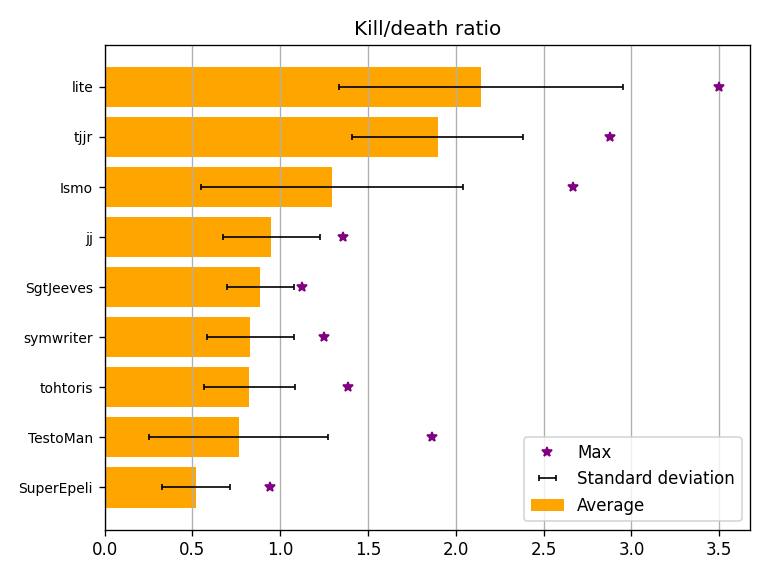 Kill/death ratio
lite
tjjr
Ismo
jj
SgtJeeves
symwriter
tohtoris
TestoMan
SuperEpeli
Max
Standard deviation
Average
0.0 0.5 1.0 1.5 2.0 2.5 3.0 3.5